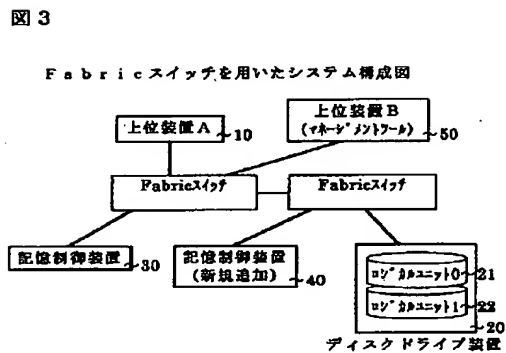 図3
Fabricスイッチを用いたシステム構成図
上位装置A
10
上位装置B
(マネージメントツール)
50
Fabricスイッチ
Fabricスイッチ
記憶制御装置
30
記憶制御装置
(新規追加)
40
ロジカルユニット0
21
ロジカルユニット1
22
20
ディスクドライブ装置